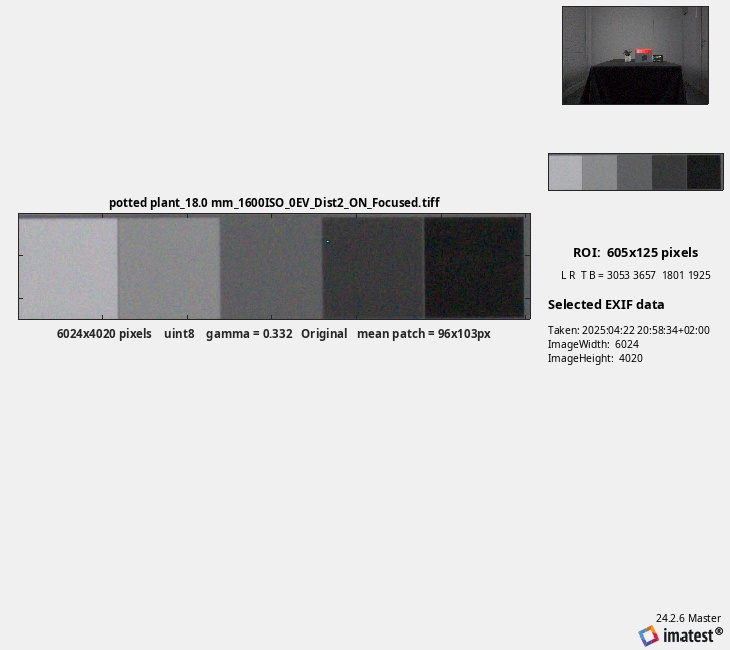 potted plant_18.0 mm_1600ISO_0EV_Dist2_ON_Focused.tiff
6024x4020 pixels uint8 gamma = 0.332 Original mean patch = 96x103px
ROI: 605x125 pixels
L R T B = 3053 3657 1801 1925
Selected EXIF data
Taken: 2025:04:22 20:58:34+02:00
ImageWidth: 6024
ImageHeight: 4020
24.2.6 Master
imatest®